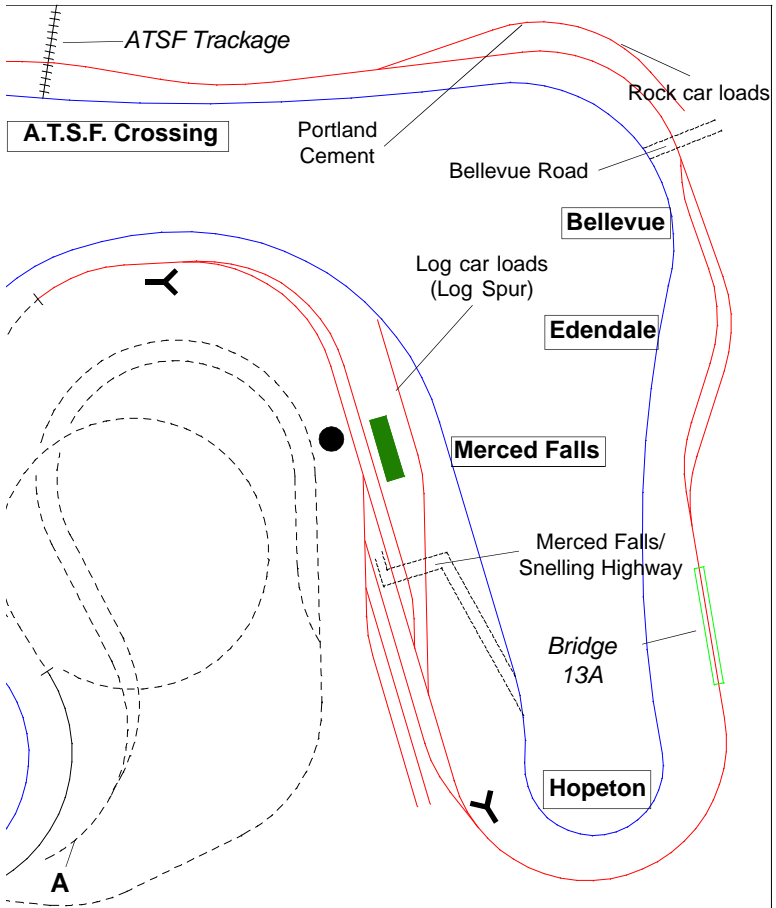 ATSF Trackage
Rock car loads
A.T.S.F. Crossing
Portland
Cement
Bellevue Road
Bellevue
Log car loads
(Log Spur)
Edendale
Merced Falls
Merced Falls/
Snelling Highway
Bridge
13A
Hopeton
A